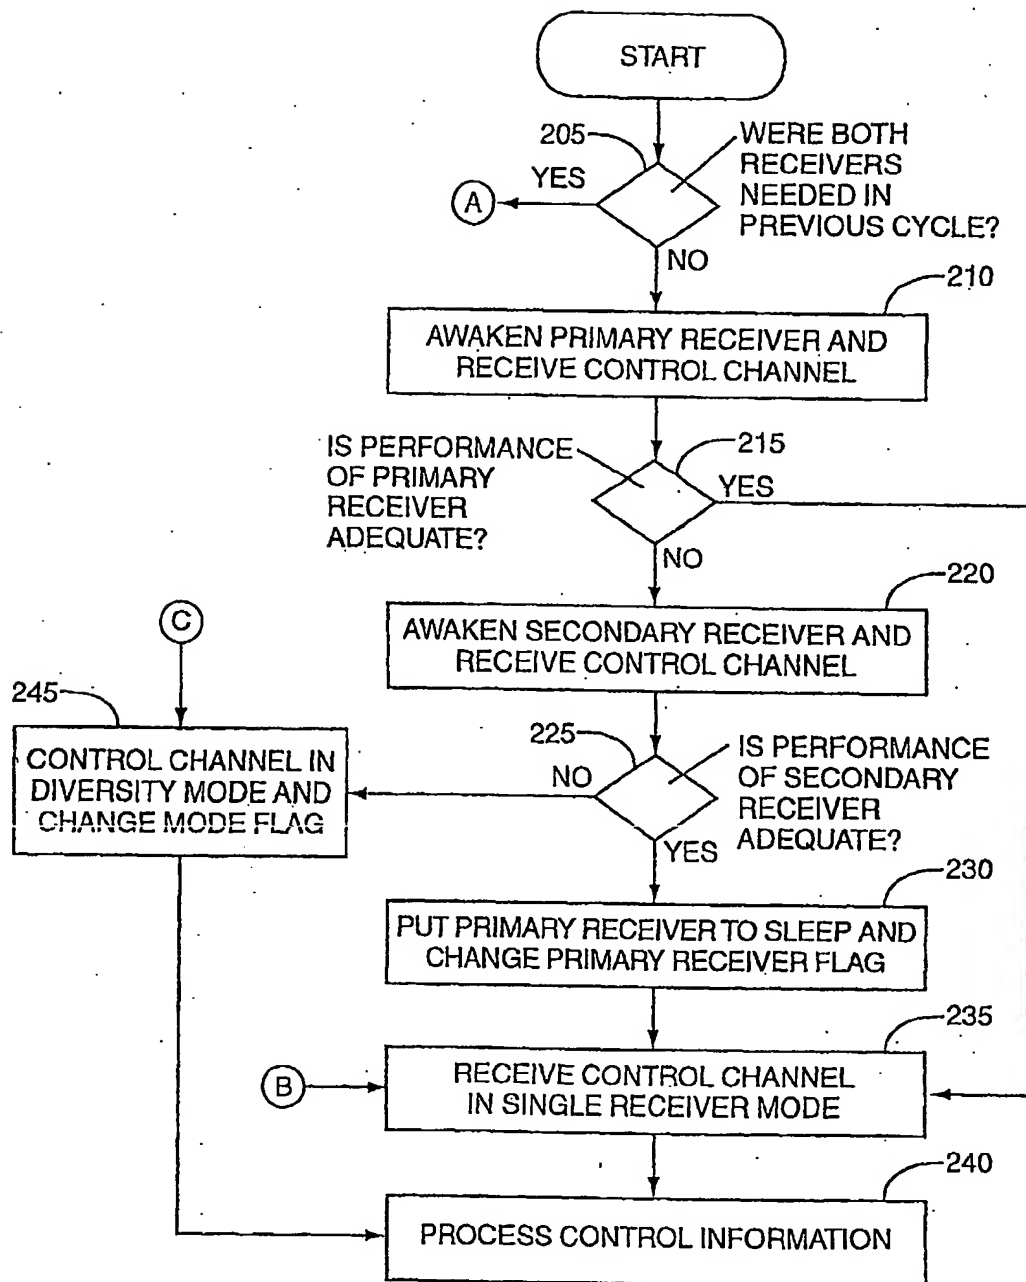 START
205
WERE BOTH
RECEIVERS
NEEDED IN
PREVIOUS CYCLE?
YES
A
NO
210
AWAKEN PRIMARY RECEIVER AND
RECEIVE CONTROL CHANNEL
IS PERFORMANCE
OF PRIMARY
RECEIVER
ADEQUATE?
215
YES
NO
220
AWAKEN SECONDARY RECEIVER AND
RECEIVE CONTROL CHANNEL
C
245
CONTROL CHANNEL IN
DIVERSITY MODE AND
CHANGE MODE FLAG
225
NO
IS PERFORMANCE
OF SECONDARY
RECEIVER
ADEQUATE?
YES
230
PUT PRIMARY RECEIVER TO SLEEP AND
CHANGE PRIMARY RECEIVER FLAG
235
B
RECEIVE CONTROL CHANNEL
IN SINGLE RECEIVER MODE
240
PROCESS CONTROL INFORMATION